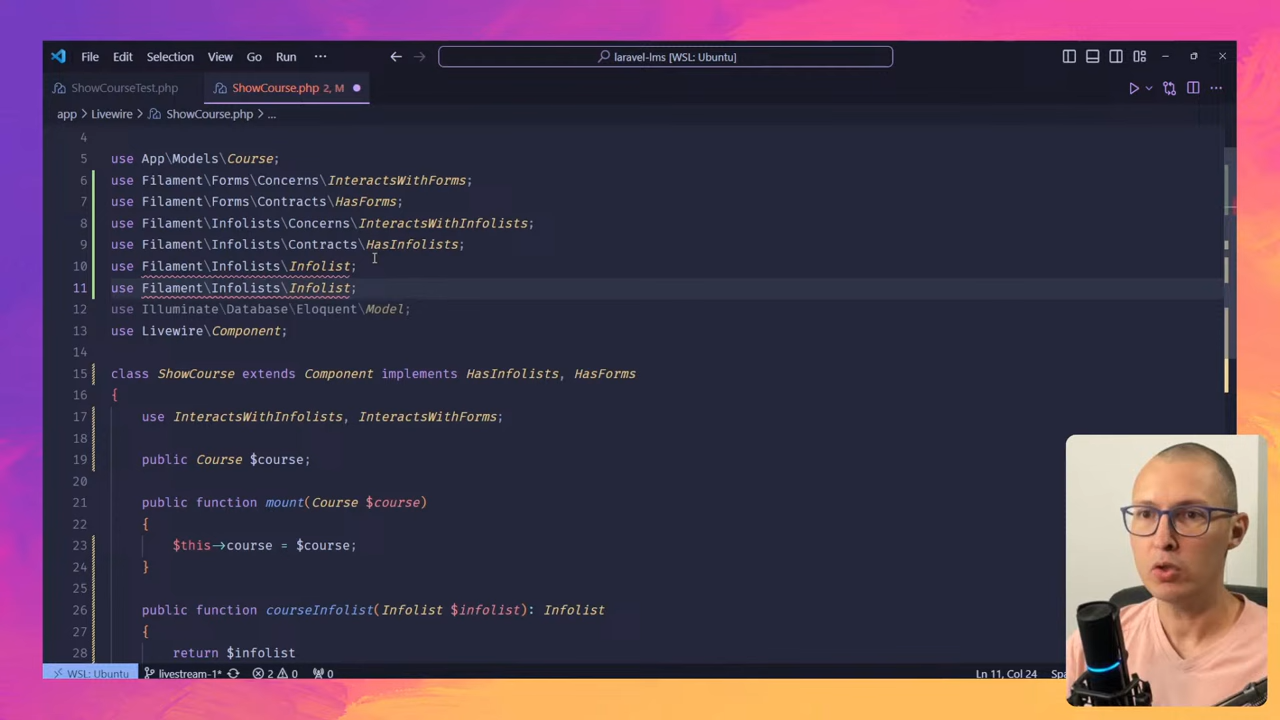 File Edit Selection View Go Run ··· laravel-lms [WSL: Ubuntu]
ShowCourseTest.php ShowCourse.php 2, M
app > Livewire > ShowCourse.php > ...
4
5 use App\Models\Course;
6 use Filament\Forms\Concerns\InteractsWithForms;
7 use Filament\Forms\Contracts\HasForms;
8 use Filament\Infolists\Concerns\InteractsWithInfolists;
9 use Filament\Infolists\Contracts\HasInfolists;
10 use Filament\Infolists\Infolist;
11 use Filament\Infolists\Infolist;
12 use Illuminate\Database\Eloquent\Model;
13 use Livewire\Component;
14
15 class ShowCourse extends Component implements HasInfolists, HasForms
16 {
17 use InteractsWithInfolists, InteractsWithForms;
18
19 public Course $course;
20
21 public function mount(Course $course)
22 {
23 $this->course = $course;
24 }
25
26 public function courseInfolist(Infolist $infolist): Infolist
27 {
28 return $infolist
WSL: Ubuntu livestream-1* 2 0 0 Ln 11, Col 24